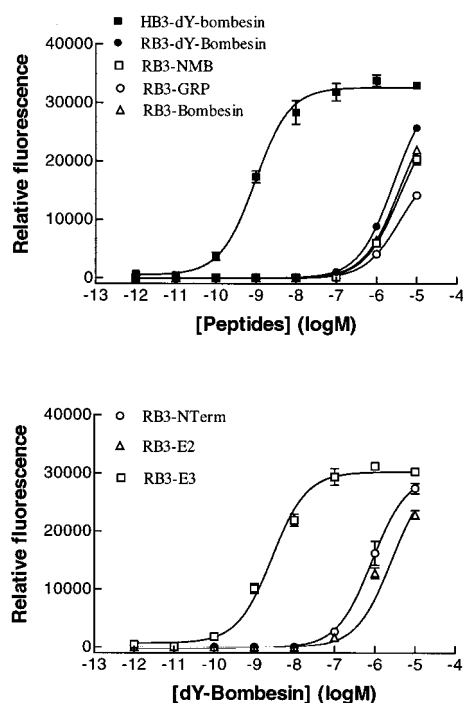 HB3-dY-bombesin
RB3-dY-Bombesin
RB3-NMB
RB3-GRP
RB3-Bombesin
40000
30000
20000
10000
0
Relative fluorescence
-13 -12 -11 -10 -9 -8 -7 -6 -5 -4
[Peptides] (logM)
RB3-NTerm
RB3-E2
RB3-E3
40000
30000
20000
10000
0
Relative fluorescence
-13 -12 -11 -10 -9 -8 -7 -6 -5 -4
[dY-Bombesin] (logM)